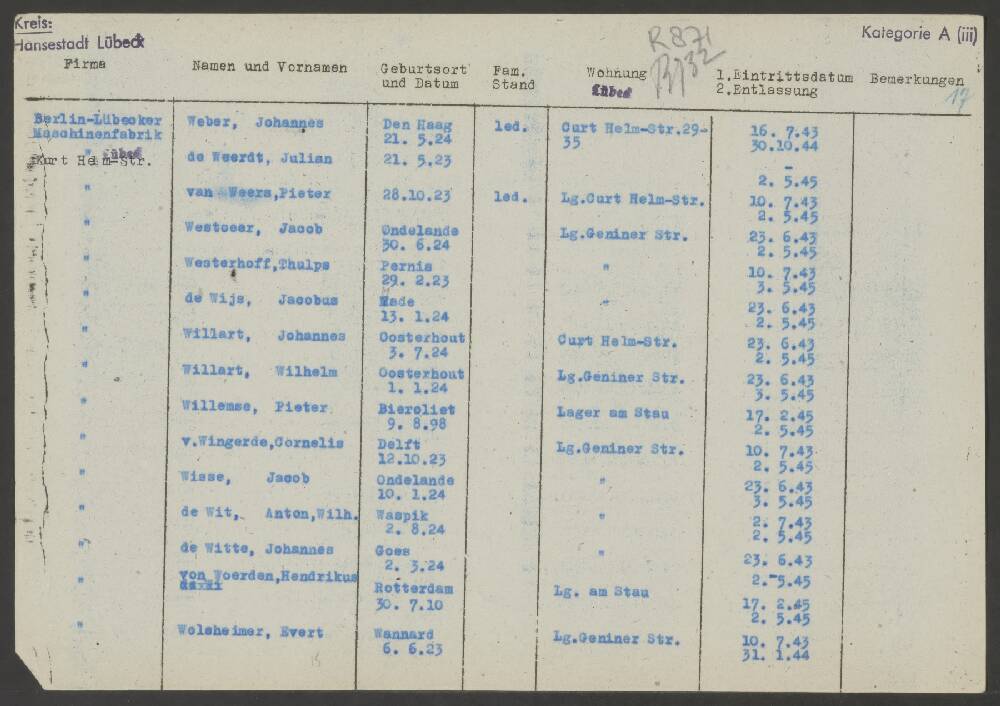 Kreis:
Hansestadt Lübeck
Kategorie A (iii)
R 871
17
Firma Namen und Vornamen Geburtsort und Datum Fam. Stand Wohnung Lübeck 1.Eintrittsdatum 2.Entlassung Bemerkungen
Berlin-Lübecker Weber, Johannes Den Haag led. Curt Helm-Str.29- 16. 7.43
Maschinenfabrik 21. 5.24 35 30.10.44
" Lübeck de Weerdt, Julian 21. 5.23 -
Kurt Helm-Str. 2. 5.45
" van Weers,Pieter 28.10.23 led. Lg.Curt Helm-Str. 10. 7.43
2. 5.45
" Westoeer, Jacob Ondelande Lg.Geniner Str. 23. 6.43
30. 6.24 2. 5.45
" Westerhoff,Thulps Pernis " 10. 7.43
29. 2.23 3. 5.45
" de Wijs, Jacobus Made " 23. 6.43
13. 1.24 2. 5.45
" Willart, Johannes Oosterhout Curt Helm-Str. 23. 6.43
3. 7.24 2. 5.45
" Willart, Wilhelm Oosterhout Lg.Geniner Str. 23. 6.43
1. 1.24 3. 5.45
" Willemse, Pieter Bieroliet Lager am Stau 17. 2.45
9. 8.98 2. 5.45
" v.Wingerde,Cornelis Delft Lg.Geniner Str. 10. 7.43
12.10.23 2. 5.45
" Wisse, Jacob Ondelande " 23. 6.43
10. 1.24 3. 5.45
" de Wit, Anton,Wilh. Waspik " 2. 7.43
2. 8.24 2. 5.45
" de Witte, Johannes Goes " 23. 6.43
2. 3.24 2. 5.45
" von Woerden,Hendrikus Rotterdam Lg. am Stau 17. 2.45
30. 7.10 2. 5.45
" Wolsheimer, Evert Wannard Lg.Geniner Str. 10. 7.43
6. 6.23 31. 1.44